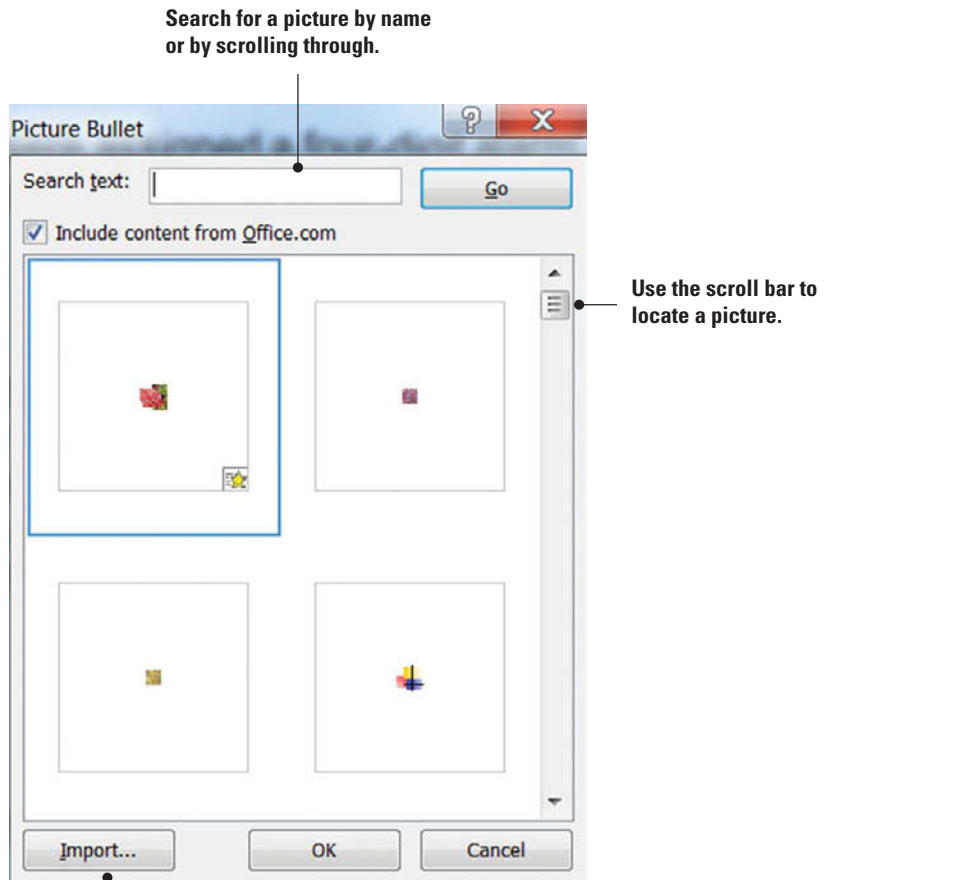 Search for a picture by name
or by scrolling through.
Picture Bullet
Search text:
Go
Include content from Office.com
Use the scroll bar to
locate a picture.
Import...
OK
Cancel